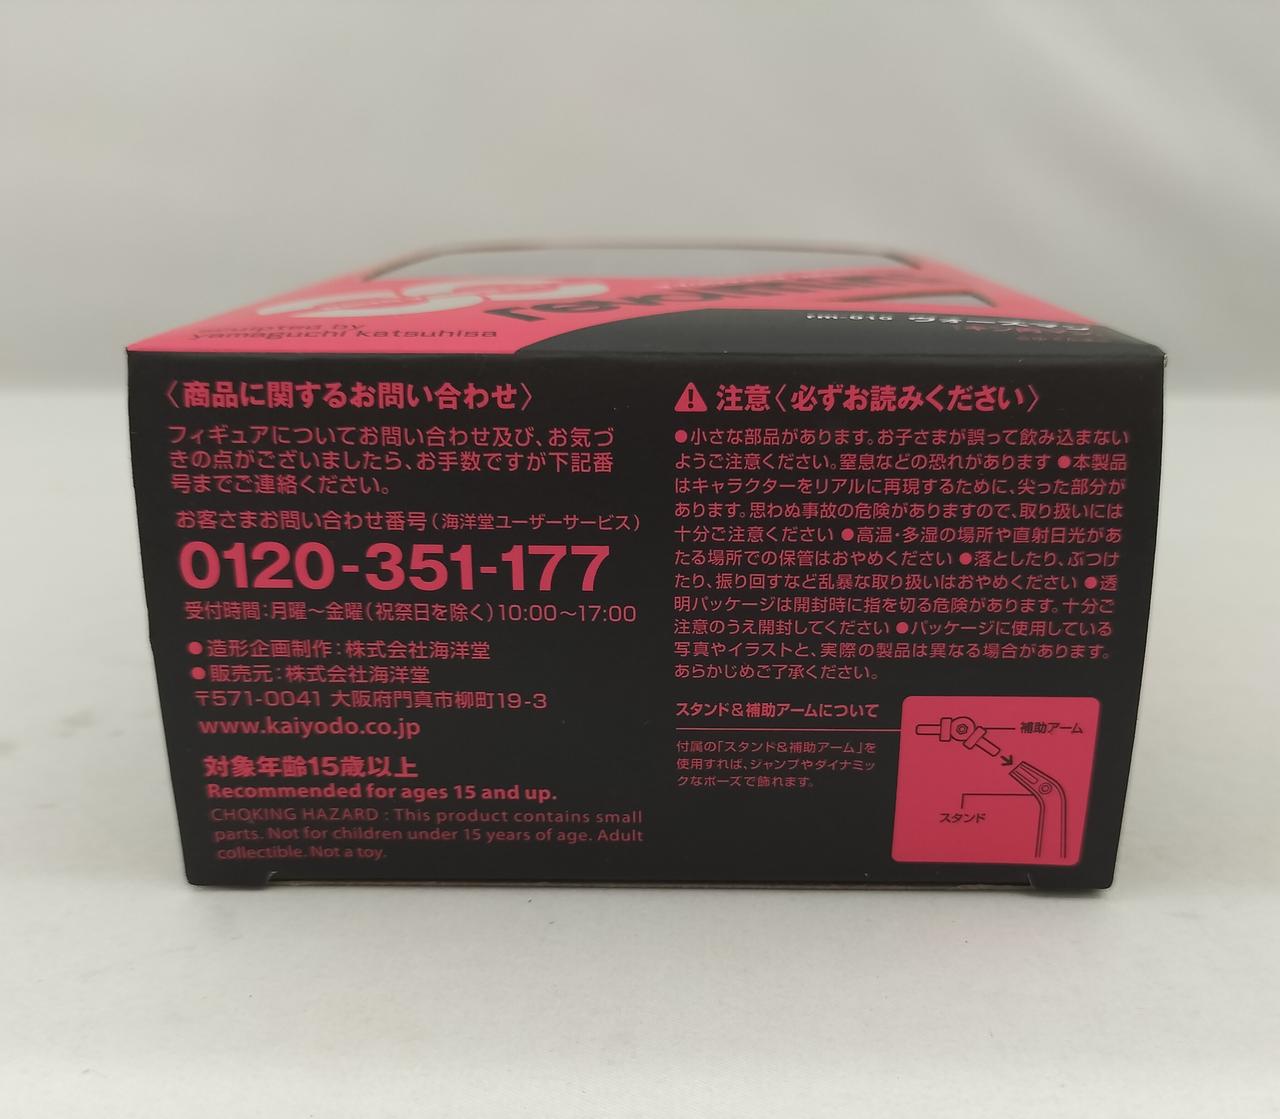 sculpted by
yamaguchi katsuhisa
revolmini
rm-010 ウォーズマン
〈商品に関するお問い合わせ〉
フィギュアについてお問い合わせ及び、お気づ
きの点がございましたら、お手数ですが下記番
号までご連絡ください。
お客さまお問い合わせ番号（海洋堂ユーザーサービス）
0120-351-177
受付時間：月曜〜金曜（祝祭日を除く）10:00〜17:00
●造形企画制作：株式会社海洋堂
●販売元：株式会社海洋堂
〒571-0041 大阪府門真市柳町19-3
www.kaiyodo.co.jp
対象年齢15歳以上
Recommended for ages 15 and up.
CHOKING HAZARD : This product contains small
parts. Not for children under 15 years of age. Adult
collectible. Not a toy.
注意〈必ずお読みください〉
●小さな部品があります。お子さまが誤って飲み込まない
ようご注意ください。窒息などの恐れがあります ●本製品
はキャラクターをリアルに再現するために、尖った部分が
あります。思わぬ事故の危険がありますので、取り扱いには
十分ご注意ください ●高温・多湿の場所や直射日光があ
たる場所での保管はおやめください ●落としたり、ぶつけ
たり、振り回すなど乱暴な取り扱いはおやめください ●透
明パッケージは開封時に指を切る危険があります。十分ご
注意のうえ開封してください ●パッケージに使用している
写真やイラストと、実際の製品は異なる場合があります。
あらかじめご了承ください。
スタンド&補助アームについて
付属の「スタンド&補助アーム」を
使用すれば、ジャンプやダイナミッ
クなポーズで飾れます。
補助アーム
スタンド